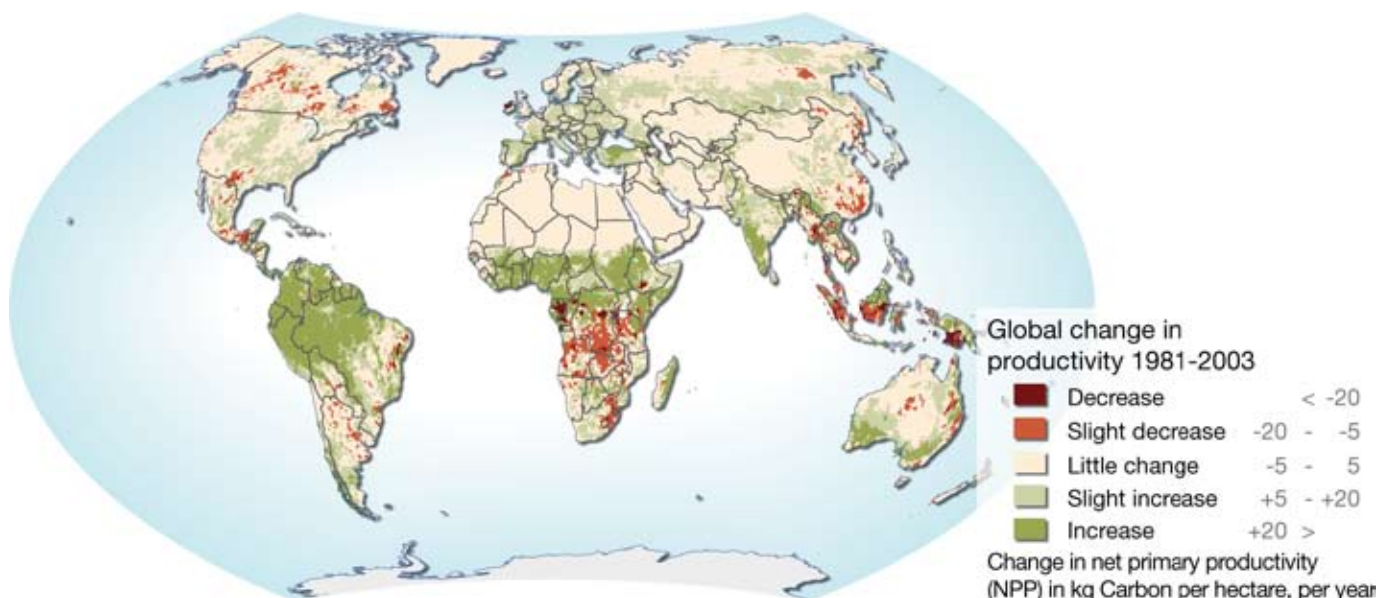 Global change in
productivity 1981-2003
Decrease < -20
Slight decrease -20 - -5
Little change -5 - 5
Slight increase +5 - +20
Increase +20 >
Change in net primary productivity
(NPP) in kg Carbon per hectare, per year